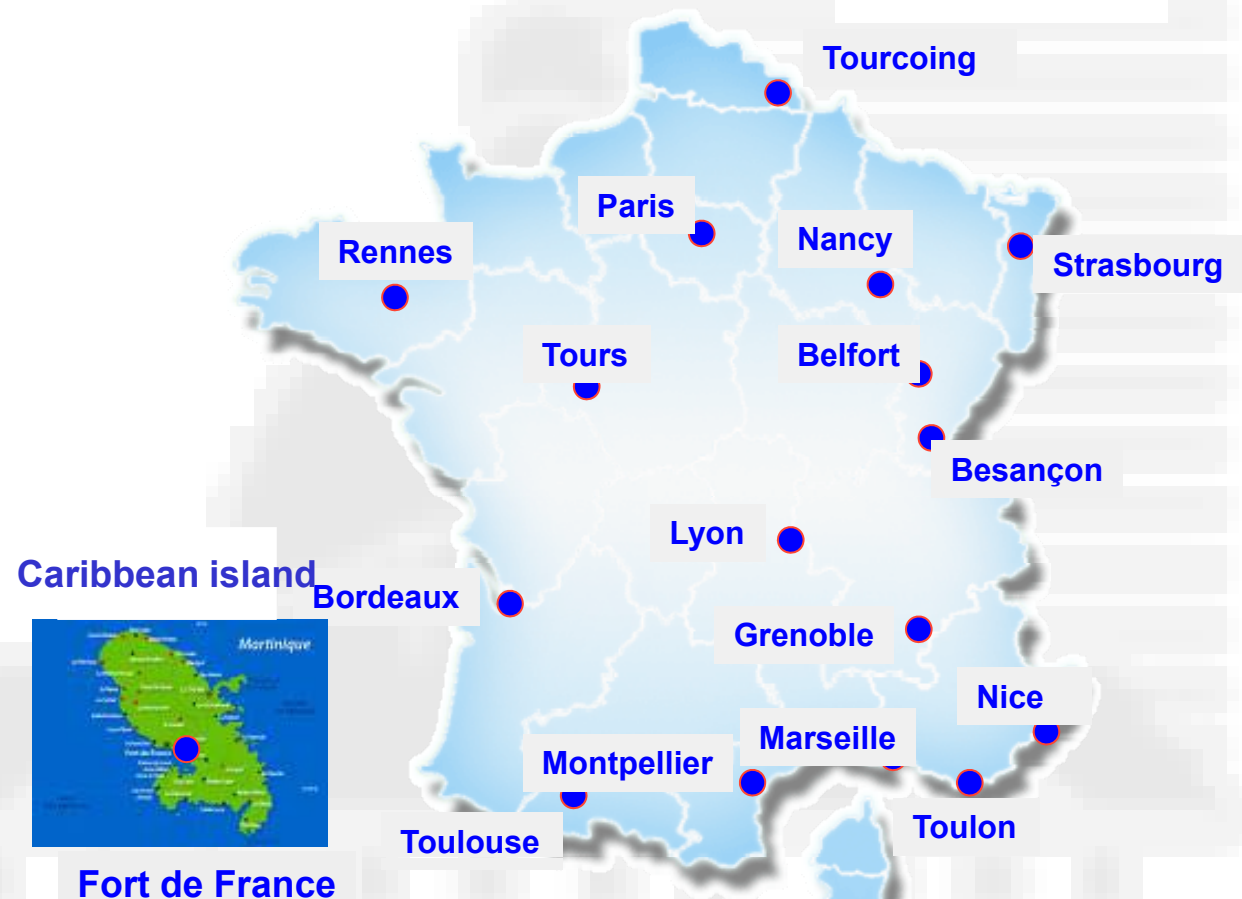 Tourcoing
Paris
Rennes
Nancy
Strasbourg
Tours
Belfort
Besançon
Lyon
Caribbean island
Bordeaux
Martinique
Grenoble
Nice
Marseille
Montpellier
Toulon
Toulouse
Fort de France